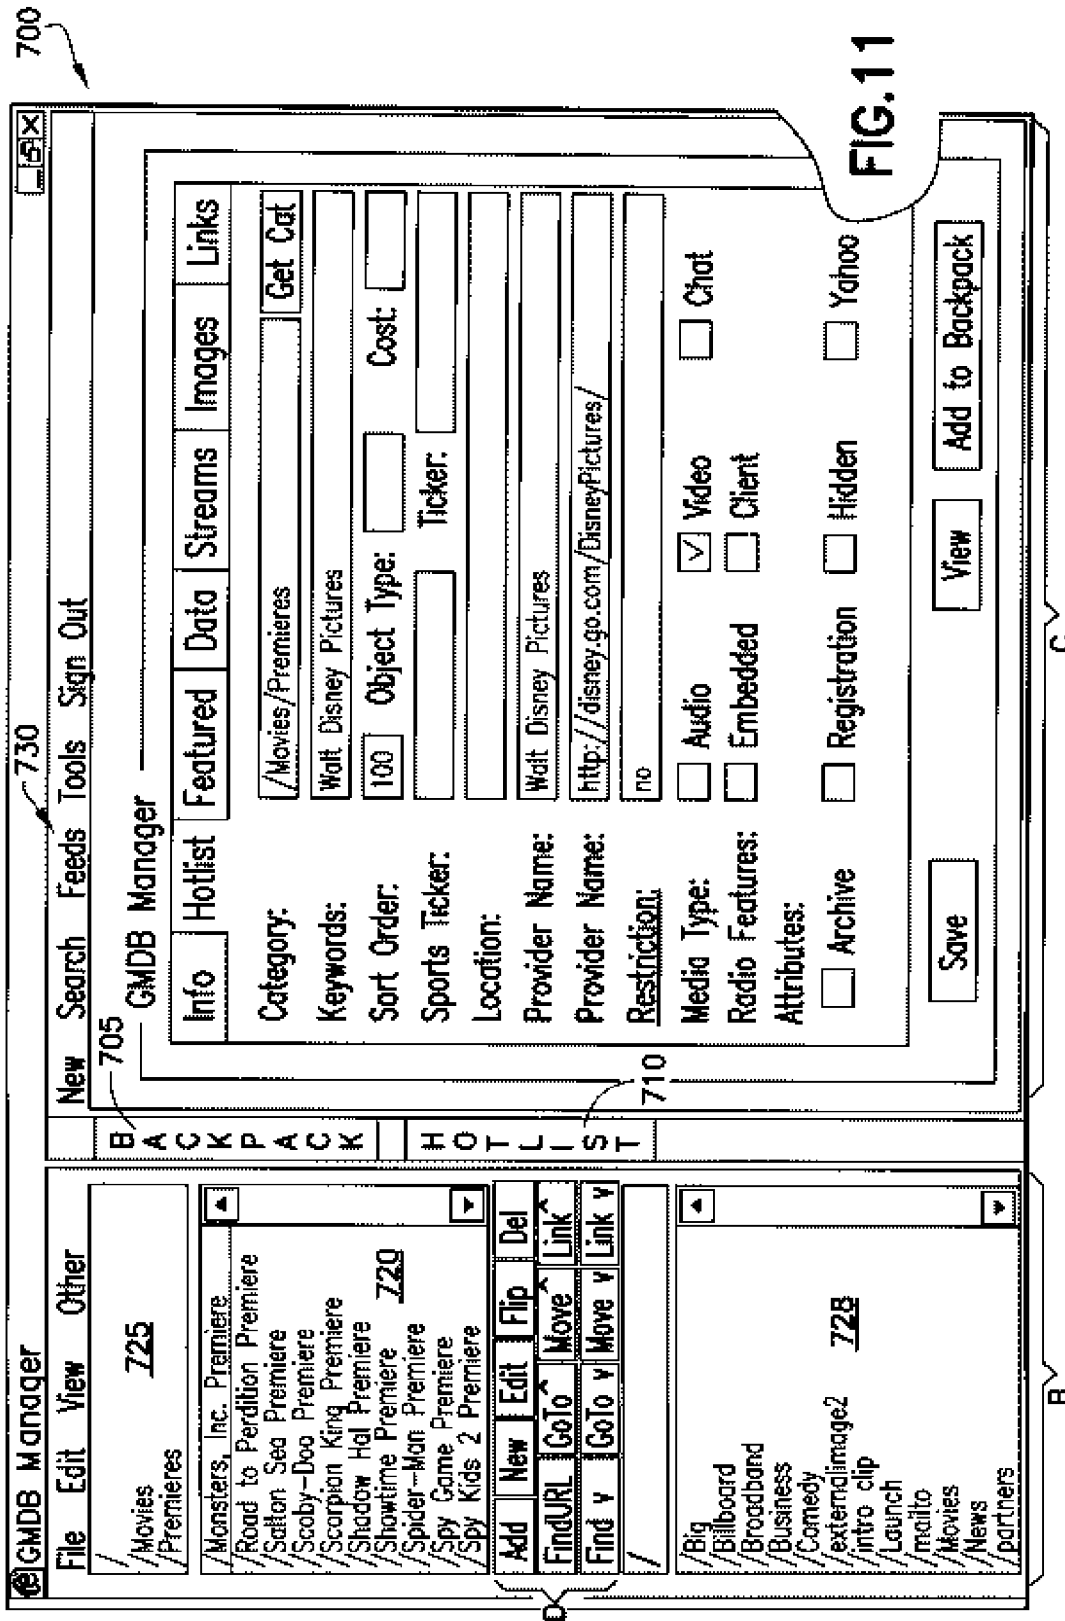 700
GMDB Manager
File Edit View Other
New Search Feeds Tools Sign Out
730
/
/Movies
/Premieres
725
/Monsters, Inc. Premiere
/Road to Perdition Premiere
/Salton Sea Premiere
/Scoby-Doo Premiere
/Scorpion King Premiere
/Shadow Hal Premiere
/Showtime Premiere
/Spider-Man Premiere
/Spy Game Premiere
/Spy Kids 2 Premiere
720
Add New Edit Flip Del
FindURL GoTo^ Move^ Link^
Find v GoTo v Move v Link v
D
/
/Big
/Billboard
/Broadband
/Business
/Comedy
/externalimage2
/intro clip
/Launch
/mailto
/Movies
/News
/partners
728
B
BACKPACK
705
HOTLIST
710
GMDB Manager
Info Hotlist Featured Data Streams Images Links
Category: /Movies/Premieres Get Cat
Keywords: Walt Disney Pictures
Sort Order: 100 Object Type: Cost:
Sports Ticker: Ticker:
Location:
Provider Name: Walt Disney Pictures
Provider Name: http://disney.go.com/DisneyPictures/
Restriction: no
Media Type: Audio Video Chat
Radio Features: Embedded Client
Attributes:
Archive Registration Hidden Yahoo
Save View Add to Backpack
C
FIG.11